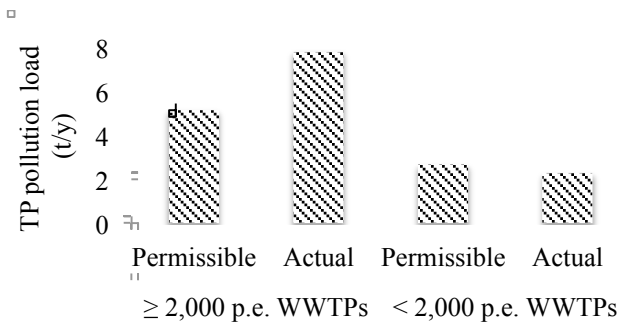 TP pollution load
(t/y)
8
6
4
2
0
Permissible Actual Permissible Actual
≥ 2,000 p.e. WWTPs < 2,000 p.e. WWTPs